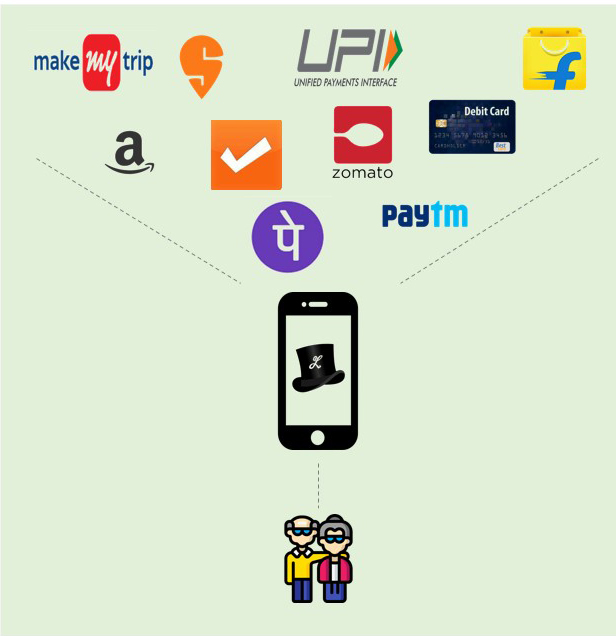 make my trip
UPI
UNIFIED PAYMENTS INTERFACE
f
Debit Card
a
zomato
पे
paytm
L